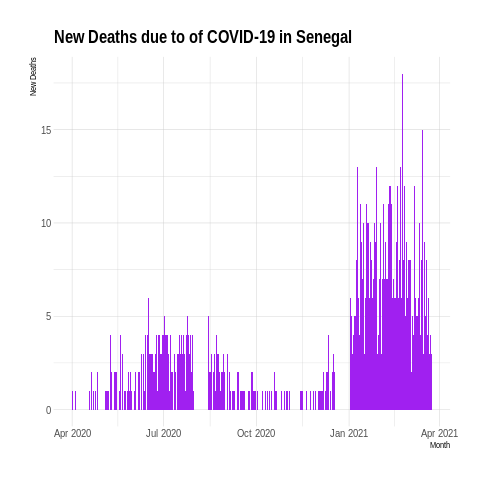 New Deaths due to of COVID-19 in Senegal
New Deaths
15
10
5
0
Apr 2020 Jul 2020 Oct 2020 Jan 2021 Apr 2021
Month